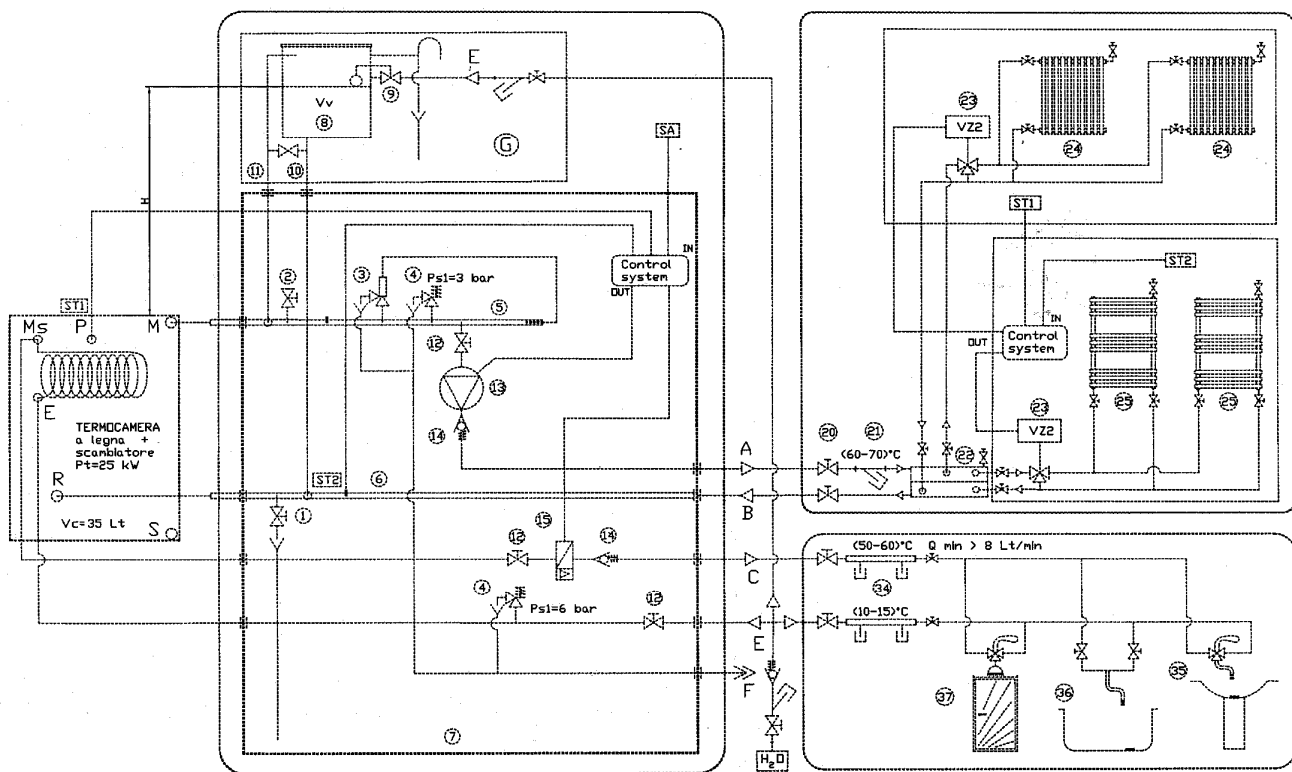 E
Vv
8
9
G
SA
11
10
H
IN
Control
system
OUT
2
3
4
Ps1=3 bar
5
ST1
Ms
P
M
12
13
14
E
TERMOCAMERA
a legna +
scambiatore
Pt=25 kW
R
Vc=35 Lt
S
ST2
6
1
15
12
14
4
Ps1=6 bar
12
7
A
B
C
E
F
H2O
23
VZ2
24
24
ST1
ST2
IN
OUT
Control
system
23
VZ2
25
25
20
21
(60-70)°C
22
(50-60)°C Q min > 8 Lt/min
34
(10-15)°C
37
36
35